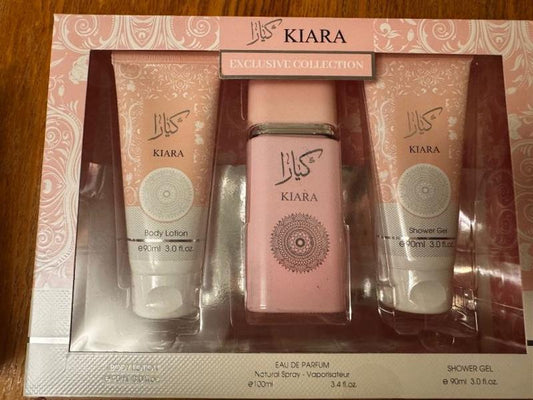 كيارا KIARA
EXCLUSIVE COLLECTION
كيارا
KIARA
Body Lotion
e90ml 3.0 fl.oz.
كيارا
KIARA
كيارا
KIARA
Shower Gel
e90ml 3.0 fl.oz.
BODY LOTION
EAU DE PARFUM
Natural Spray - Vaporisateur
e100ml 3.4 fl.oz.
SHOWER GEL
e 90ml 3.0 fl.oz.